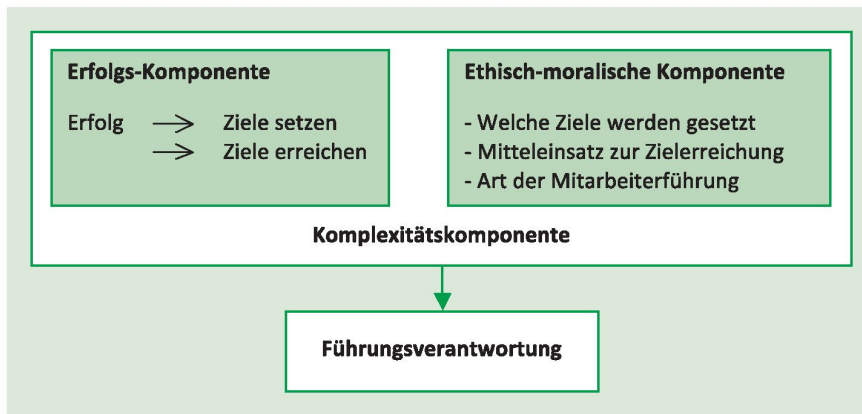 Erfolgs-Komponente
Erfolg → Ziele setzen
→ Ziele erreichen
Ethisch-moralische Komponente
- Welche Ziele werden gesetzt
- Mitteleinsatz zur Zielerreichung
- Art der Mitarbeiterführung
Komplexitätskomponente
Führungsverantwortung